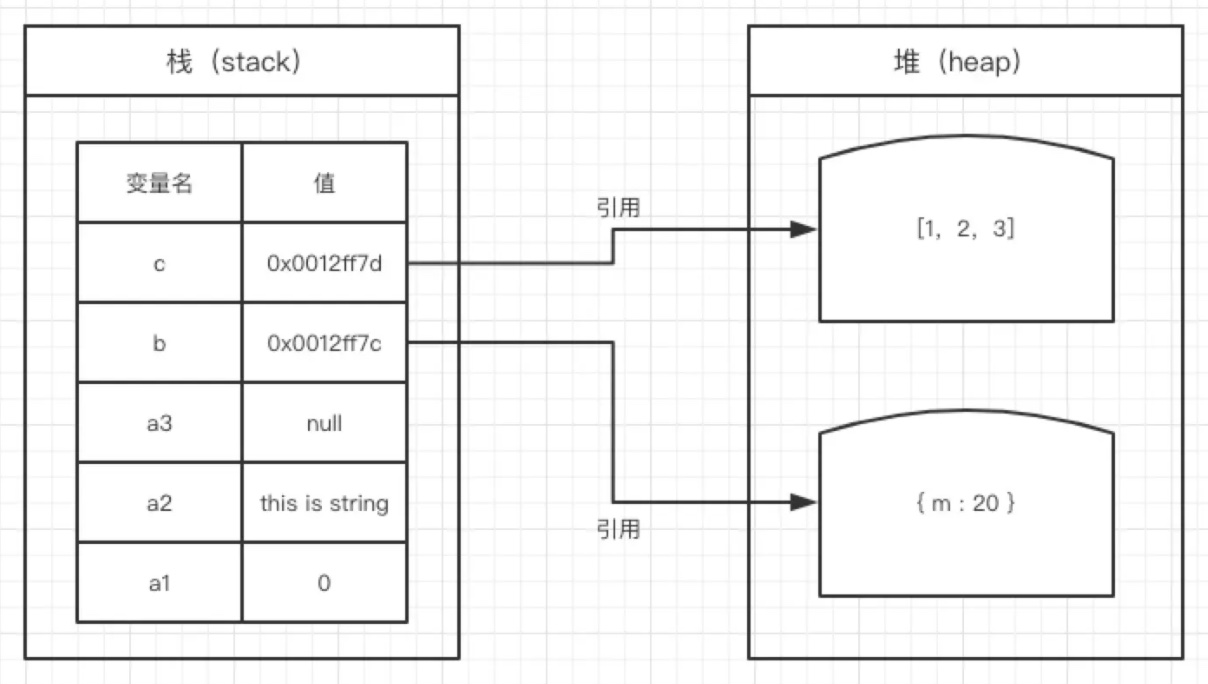 栈（stack）
变量名 值
c 0x0012ff7d
b 0x0012ff7c
a3 null
a2 this is string
a1 0
引用
引用
堆（heap）
[1，2，3]
{ m : 20 }